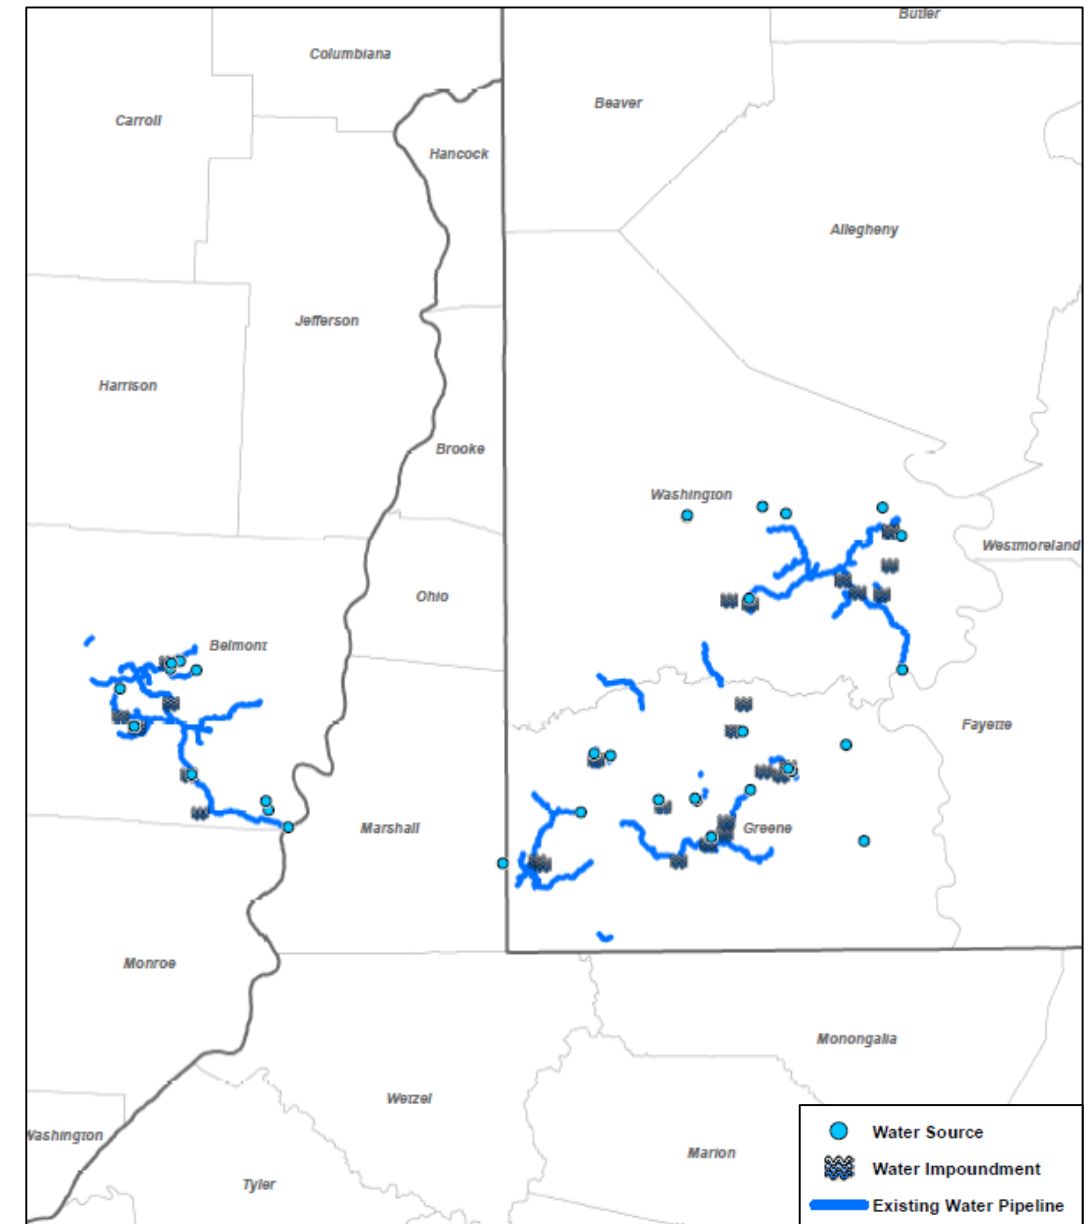 Butler
Columbiana
Beaver
Carroll
Hancock
Allegheny
Jefferson
Harrison
Brooke
Washington
Westmoreland
Ohio
Belmont
Fayette
Marshall
Greene
Monroe
Monongalia
Wetzel
Washington
Marion
Tyler
Water Source
Water Impoundment
Existing Water Pipeline